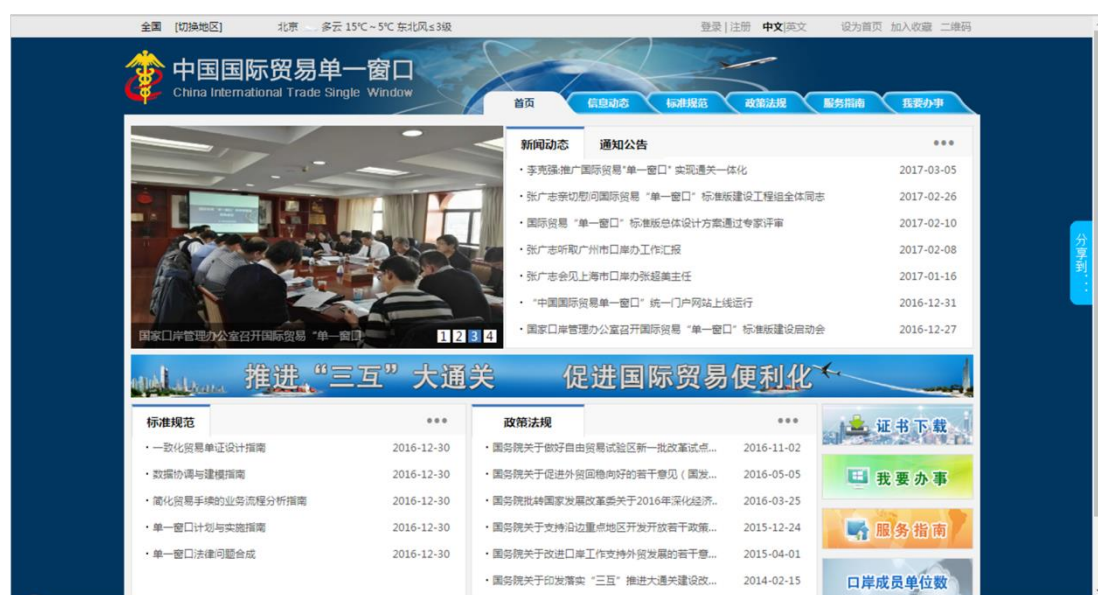 全国 [切换地区] 北京 多云 15℃~5℃ 东北风≤3级 登录 | 注册 中文|英文 设为首页 加入收藏 二维码
中国国际贸易单一窗口
China International Trade Single Window
首页 信息动态 标准规范 政策法规 服务指南 我要办事
新闻动态 通知公告
·李克强:推广国际贸易"单一窗口" 实现通关一体化 2017-03-05
·张广志亲切慰问国际贸易“单一窗口”标准版建设工程组全体同志 2017-02-26
·国际贸易“单一窗口”标准版总体设计方案通过专家评审 2017-02-10
·张广志听取广州市口岸办工作汇报 2017-02-08
·张广志会见上海市口岸办张超美主任 2017-01-16
·“中国国际贸易单一窗口”统一门户网站上线运行 2016-12-31
·国家口岸管理办公室召开国际贸易“单一窗口”标准版建设启动会 2016-12-27
国家口岸管理办公室召开国际贸易“单一窗口 1 2 3 4
分享到:...
推进“三互”大通关 促进国际贸易便利化
标准规范
·一致化贸易单证设计指南 2016-12-30
·数据协调与建模指南 2016-12-30
·简化贸易手续的业务流程分析指南 2016-12-30
·单一窗口计划与实施指南 2016-12-30
·单一窗口法律问题合成 2016-12-30
政策法规
·国务院关于做好自由贸易试验区新一批改革试点... 2016-11-02
·国务院关于促进外贸回稳向好的若干意见（国发... 2016-05-05
·国务院批转国家发展改革委关于2016年深化经济.. 2016-03-25
·国务院关于支持沿边重点地区开发开放若干政策... 2015-12-24
·国务院关于改进口岸工作支持外贸发展的若干意... 2015-04-01
·国务院关于印发落实“三互”推进大通关建设改... 2014-02-15
证书下载
我要办事
服务指南
口岸成员单位数